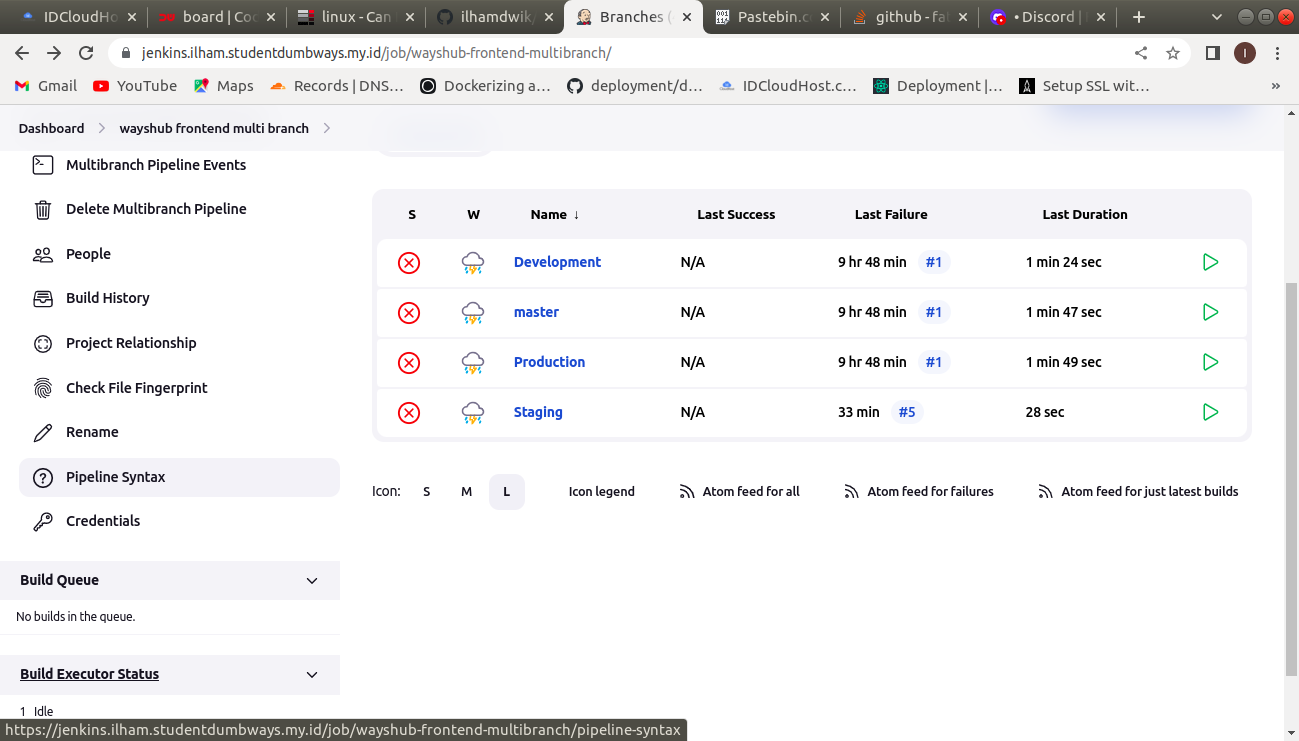 IDCloudHo
board | Coo
linux - Can
ilhamdwik/
Branches (
Pastebin.c
github - fat
• Discord |
jenkins.ilham.studentdumbways.my.id/job/wayshub-frontend-multibranch/
I
Gmail
YouTube
Maps
Records | DNS...
Dockerizing a...
deployment/d...
IDCloudHost.c...
Deployment |...
Setup SSL wit...
»
Dashboard
wayshub frontend multi branch
Multibranch Pipeline Events
Delete Multibranch Pipeline
People
Build History
Project Relationship
Check File Fingerprint
Rename
Pipeline Syntax
Credentials
Build Queue
No builds in the queue.
Build Executor Status
1 Idle
S W Name ↓ Last Success Last Failure Last Duration
Development N/A 9 hr 48 min #1 1 min 24 sec
master N/A 9 hr 48 min #1 1 min 47 sec
Production N/A 9 hr 48 min #1 1 min 49 sec
Staging N/A 33 min #5 28 sec
Icon: S M L Icon legend Atom feed for all Atom feed for failures Atom feed for just latest builds
https://jenkins.ilham.studentdumbways.my.id/job/wayshub-frontend-multibranch/pipeline-syntax